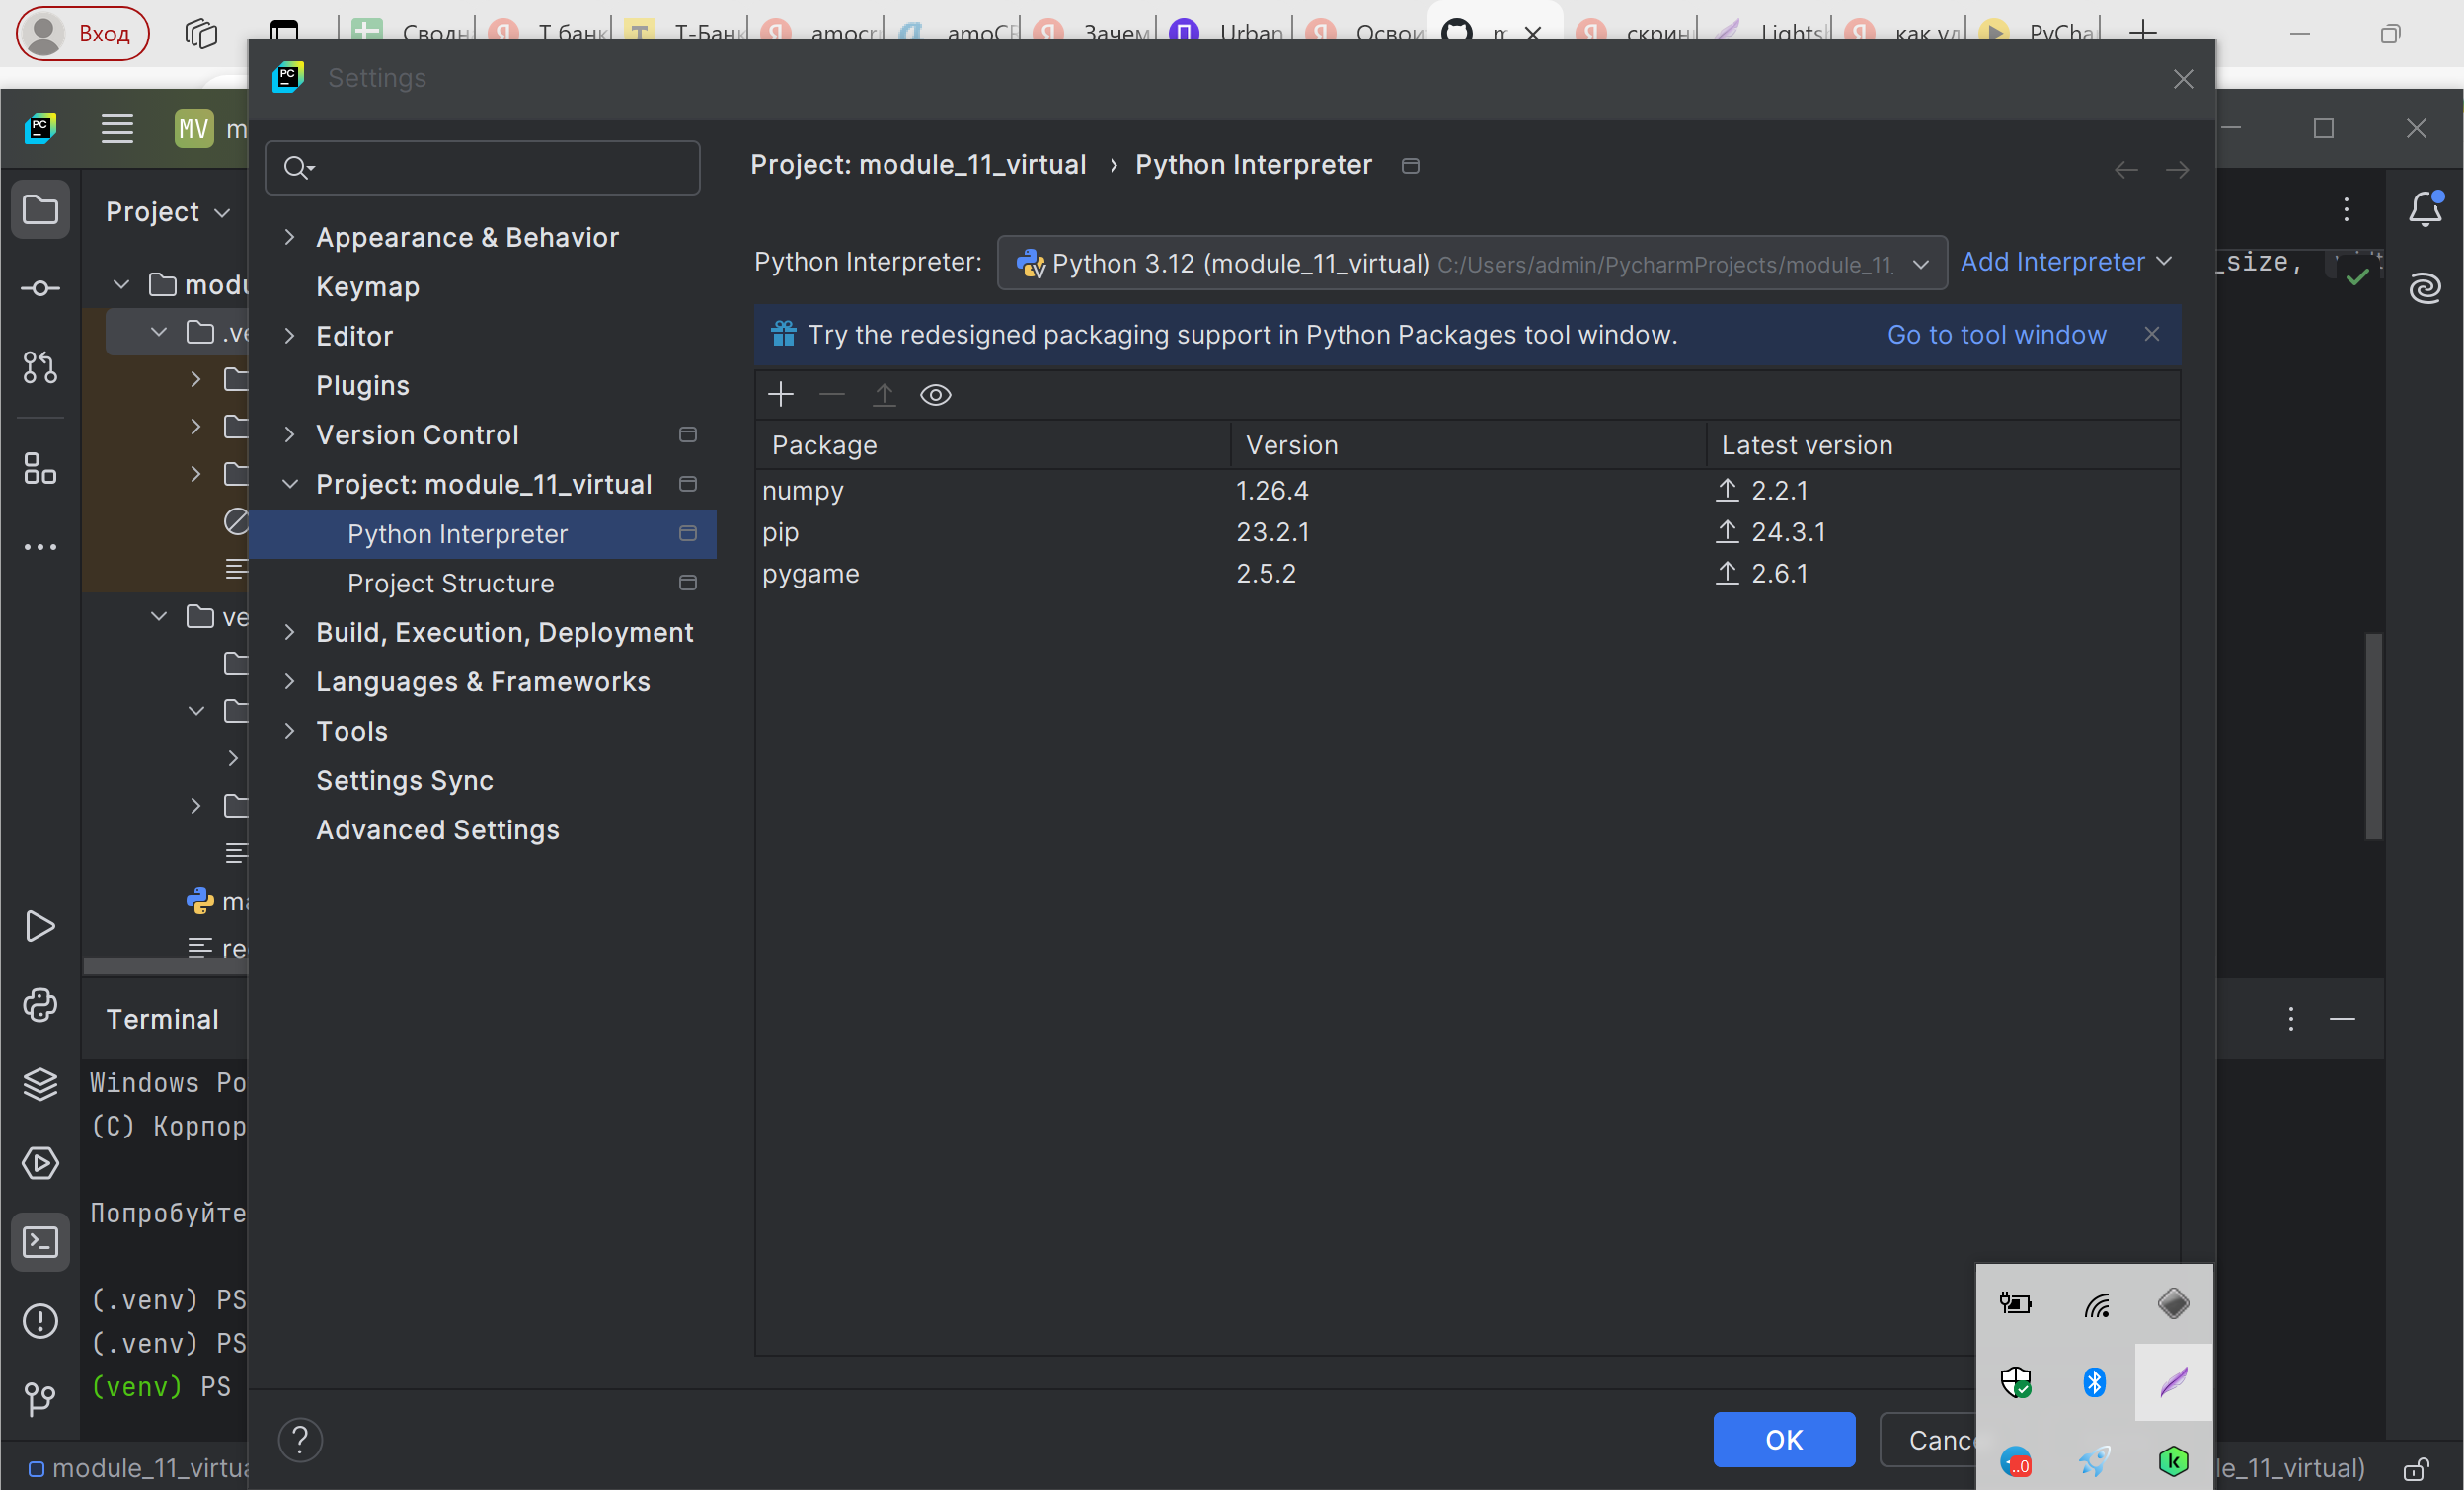 Вход
Сводн
Т банк
Т-Банк
amocr
amoCF
Зачем
Urban
Осво
скрин
Lights
как уд
PyCha
PC
Settings
PC
MV m
Project: module_11_virtual › Python Interpreter
Project
Appearance & Behavior
Keymap
Editor
Plugins
Version Control
Project: module_11_virtual
Python Interpreter
Project Structure
Build, Execution, Deployment
Languages & Frameworks
Tools
Settings Sync
Advanced Settings
Python Interpreter: Python 3.12 (module_11_virtual) C:/Users/admin/PycharmProjects/module_11. Add Interpreter
Try the redesigned packaging support in Python Packages tool window. Go to tool window
Package Version Latest version
numpy 1.26.4 2.2.1
pip 23.2.1 24.3.1
pygame 2.5.2 2.6.1
_size,
modu
.ve
ve
ma
re
Terminal
Windows Po
(C) Корпор
Попробуйте
(.venv) PS
(.venv) PS
(venv) PS
?
OK
Canc
..0
k
module_11_virtua
le_11_virtual)